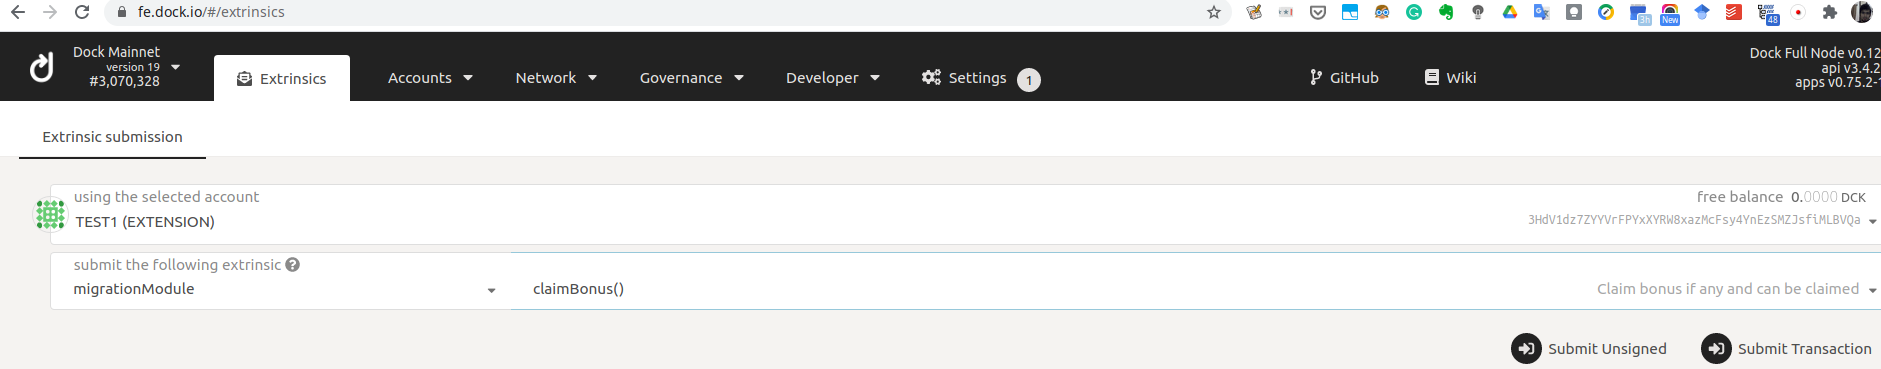 fe.dock.io/#/extrinsics
3h
New
48
Dock Mainnet
version 19
#3,070,328
Extrinsics
Accounts
Network
Governance
Developer
Settings
1
GitHub
Wiki
Dock Full Node v0.12
api v3.4.2
apps v0.75.2-
Extrinsic submission
using the selected account
free balance 0.0000 DCK
TEST1 (EXTENSION)
3HdV1dz7ZYYVrFPYxXYRW8xazMcFsy4YnEzSMZJsfiMLBVQa
submit the following extrinsic
migrationModule
claimBonus()
Claim bonus if any and can be claimed
Submit Unsigned
Submit Transaction